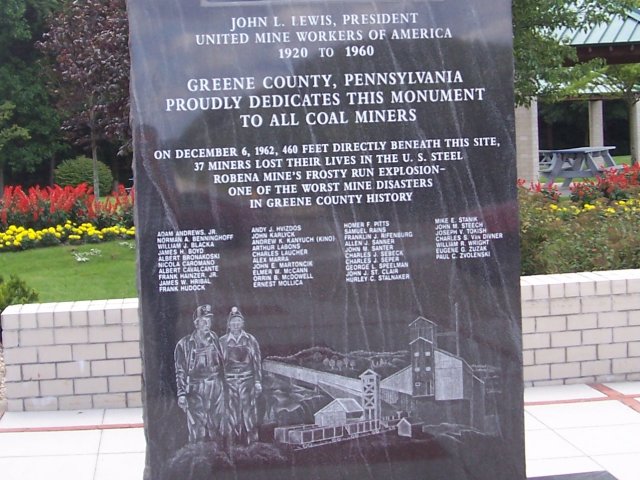 JOHN L. LEWIS, PRESIDENT
UNITED MINE WORKERS OF AMERICA
1920 TO 1960
GREENE COUNTY, PENNSYLVANIA
PROUDLY DEDICATES THIS MONUMENT
TO ALL COAL MINERS
ON DECEMBER 6, 1962, 460 FEET DIRECTLY BENEATH THIS SITE,
37 MINERS LOST THEIR LIVES IN THE U. S. STEEL
ROBENA MINE'S FROSTY RUN EXPLOSION-
ONE OF THE WORST MINE DISASTERS
IN GREENE COUNTY HISTORY
ADAM ANDREWS, JR.
NORMAN A. BENNINGHOFF
WILLIAM J. BLACKA
JAMES H. BOYD
ALBERT BRONAKOSKI
NICOLA CAROMANO
ALBERT CAVALCANTE
FRANK HAINZER, JR.
JAMES W. HRIBAL
FRANK HUDOCK
ANDY J. HVIZDOS
JOHN KARLYCK
ANDREW K. KANYUCH (KINO)
ARTHUR LASONS
CHARLES LAUCHER
ALEX MARRA
JOHN E. MARTONCIK
ELMER W. McCANN
ORRIN B. McDOWELL
ERNEST MOLLICA
HOMER F. PITTS
SAMUEL RAINS
FRANKLIN J. RIFENBURG
ALLEN J. SANNER
JOHN M. SANTER
CHARLES J. SEBECK
CHARLES J. SEPER
GEORGE L. SPEELMAN
JOHN J. ST. CLAIR
HURLEY C. STALNAKER
MIKE E. STANIK
JOHN M. STEECH
JOSEPH Y. TOKISH
CHARLES S. VAN DIVNER
WILLIAM R. WRIGHT
EUGENE C. ZUZAK
PAUL C. ZVOLENSKI